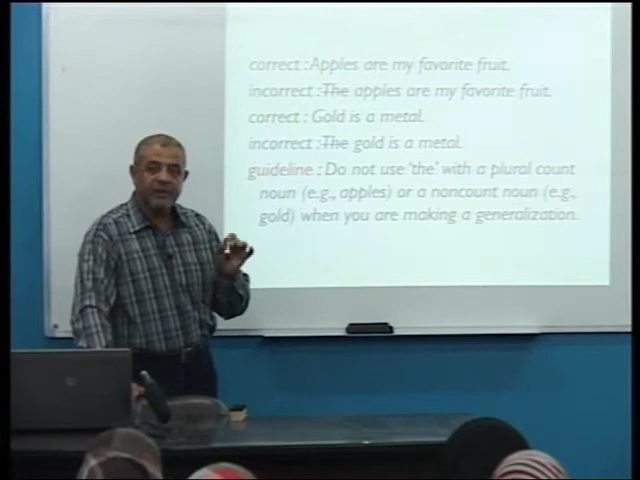 correct : Apples are my favorite fruit.
incorrect : The apples are my favorite fruit.
correct : Gold is a metal.
incorrect : The gold is a metal.
guideline : Do not use ‘the’ with a plural count
noun (e.g., apples) or a noncount noun (e.g.,
gold) when you are making a generalization.